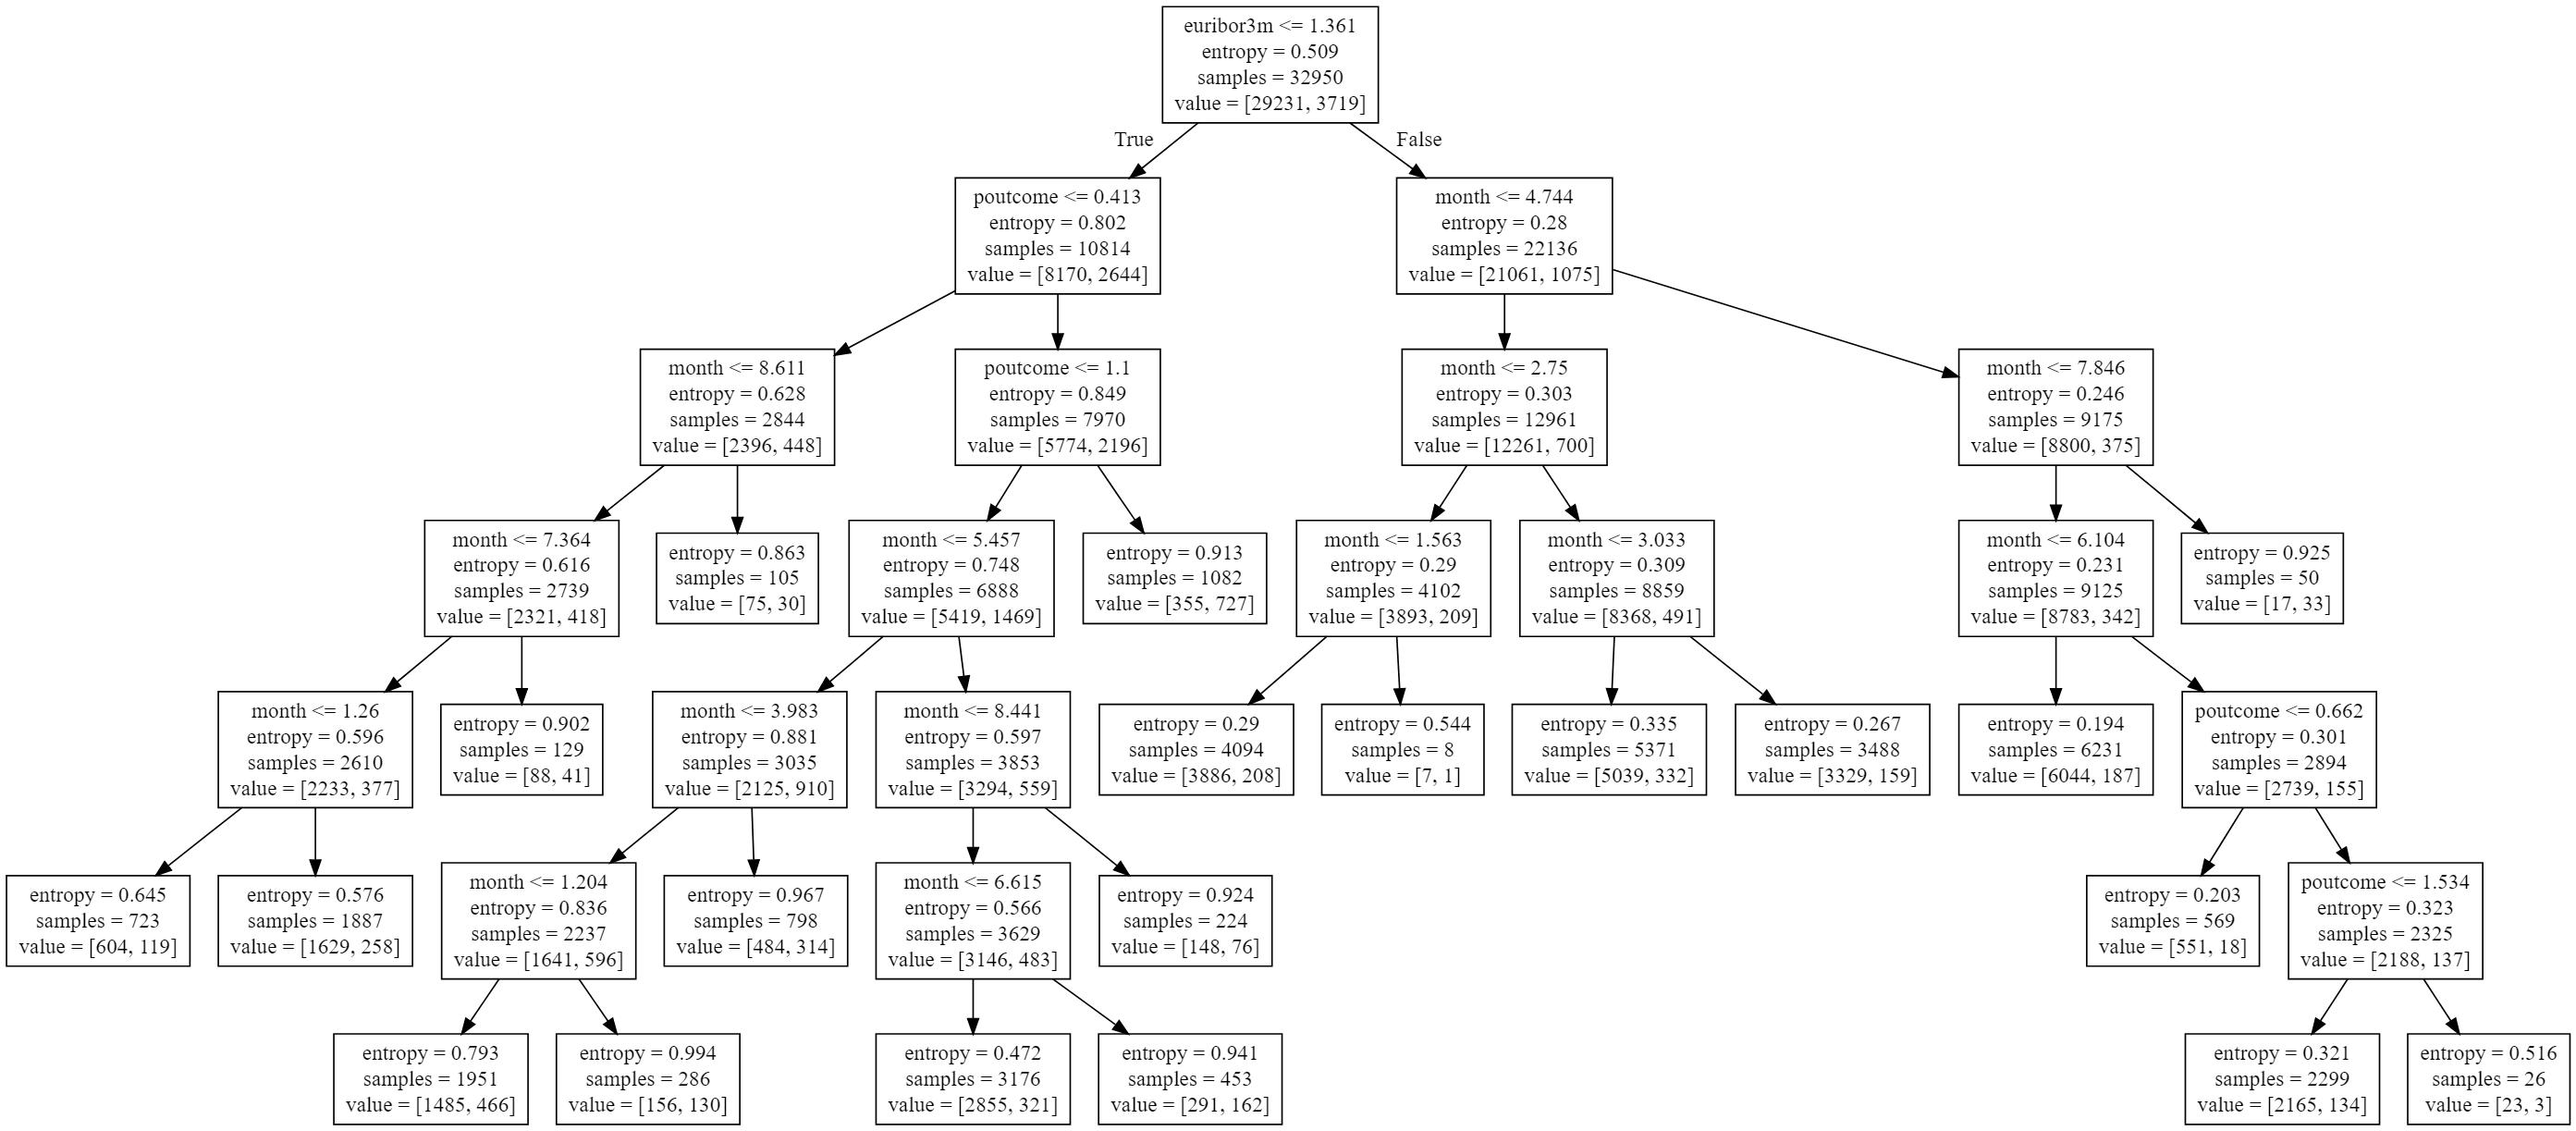 euribor3m <= 1.361
entropy = 0.509
samples = 32950
value = [29231, 3719]
True
False
poutcome <= 0.413
entropy = 0.802
samples = 10814
value = [8170, 2644]
month <= 4.744
entropy = 0.28
samples = 22136
value = [21061, 1075]
month <= 8.611
entropy = 0.628
samples = 2844
value = [2396, 448]
poutcome <= 1.1
entropy = 0.849
samples = 7970
value = [5774, 2196]
month <= 2.75
entropy = 0.303
samples = 12961
value = [12261, 700]
month <= 7.846
entropy = 0.246
samples = 9175
value = [8800, 375]
month <= 7.364
entropy = 0.616
samples = 2739
value = [2321, 418]
entropy = 0.863
samples = 105
value = [75, 30]
month <= 5.457
entropy = 0.748
samples = 6888
value = [5419, 1469]
entropy = 0.913
samples = 1082
value = [355, 727]
month <= 1.563
entropy = 0.29
samples = 4102
value = [3893, 209]
month <= 3.033
entropy = 0.309
samples = 8859
value = [8368, 491]
month <= 6.104
entropy = 0.231
samples = 9125
value = [8783, 342]
entropy = 0.925
samples = 50
value = [17, 33]
month <= 1.26
entropy = 0.596
samples = 2610
value = [2233, 377]
entropy = 0.902
samples = 129
value = [88, 41]
month <= 3.983
entropy = 0.881
samples = 3035
value = [2125, 910]
month <= 8.441
entropy = 0.597
samples = 3853
value = [3294, 559]
entropy = 0.29
samples = 4094
value = [3886, 208]
entropy = 0.544
samples = 8
value = [7, 1]
entropy = 0.335
samples = 5371
value = [5039, 332]
entropy = 0.267
samples = 3488
value = [3329, 159]
entropy = 0.194
samples = 6231
value = [6044, 187]
poutcome <= 0.662
entropy = 0.301
samples = 2894
value = [2739, 155]
entropy = 0.645
samples = 723
value = [604, 119]
entropy = 0.576
samples = 1887
value = [1629, 258]
month <= 1.204
entropy = 0.836
samples = 2237
value = [1641, 596]
entropy = 0.967
samples = 798
value = [484, 314]
month <= 6.615
entropy = 0.566
samples = 3629
value = [3146, 483]
entropy = 0.924
samples = 224
value = [148, 76]
entropy = 0.203
samples = 569
value = [551, 18]
poutcome <= 1.534
entropy = 0.323
samples = 2325
value = [2188, 137]
entropy = 0.793
samples = 1951
value = [1485, 466]
entropy = 0.994
samples = 286
value = [156, 130]
entropy = 0.472
samples = 3176
value = [2855, 321]
entropy = 0.941
samples = 453
value = [291, 162]
entropy = 0.321
samples = 2299
value = [2165, 134]
entropy = 0.516
samples = 26
value = [23, 3]